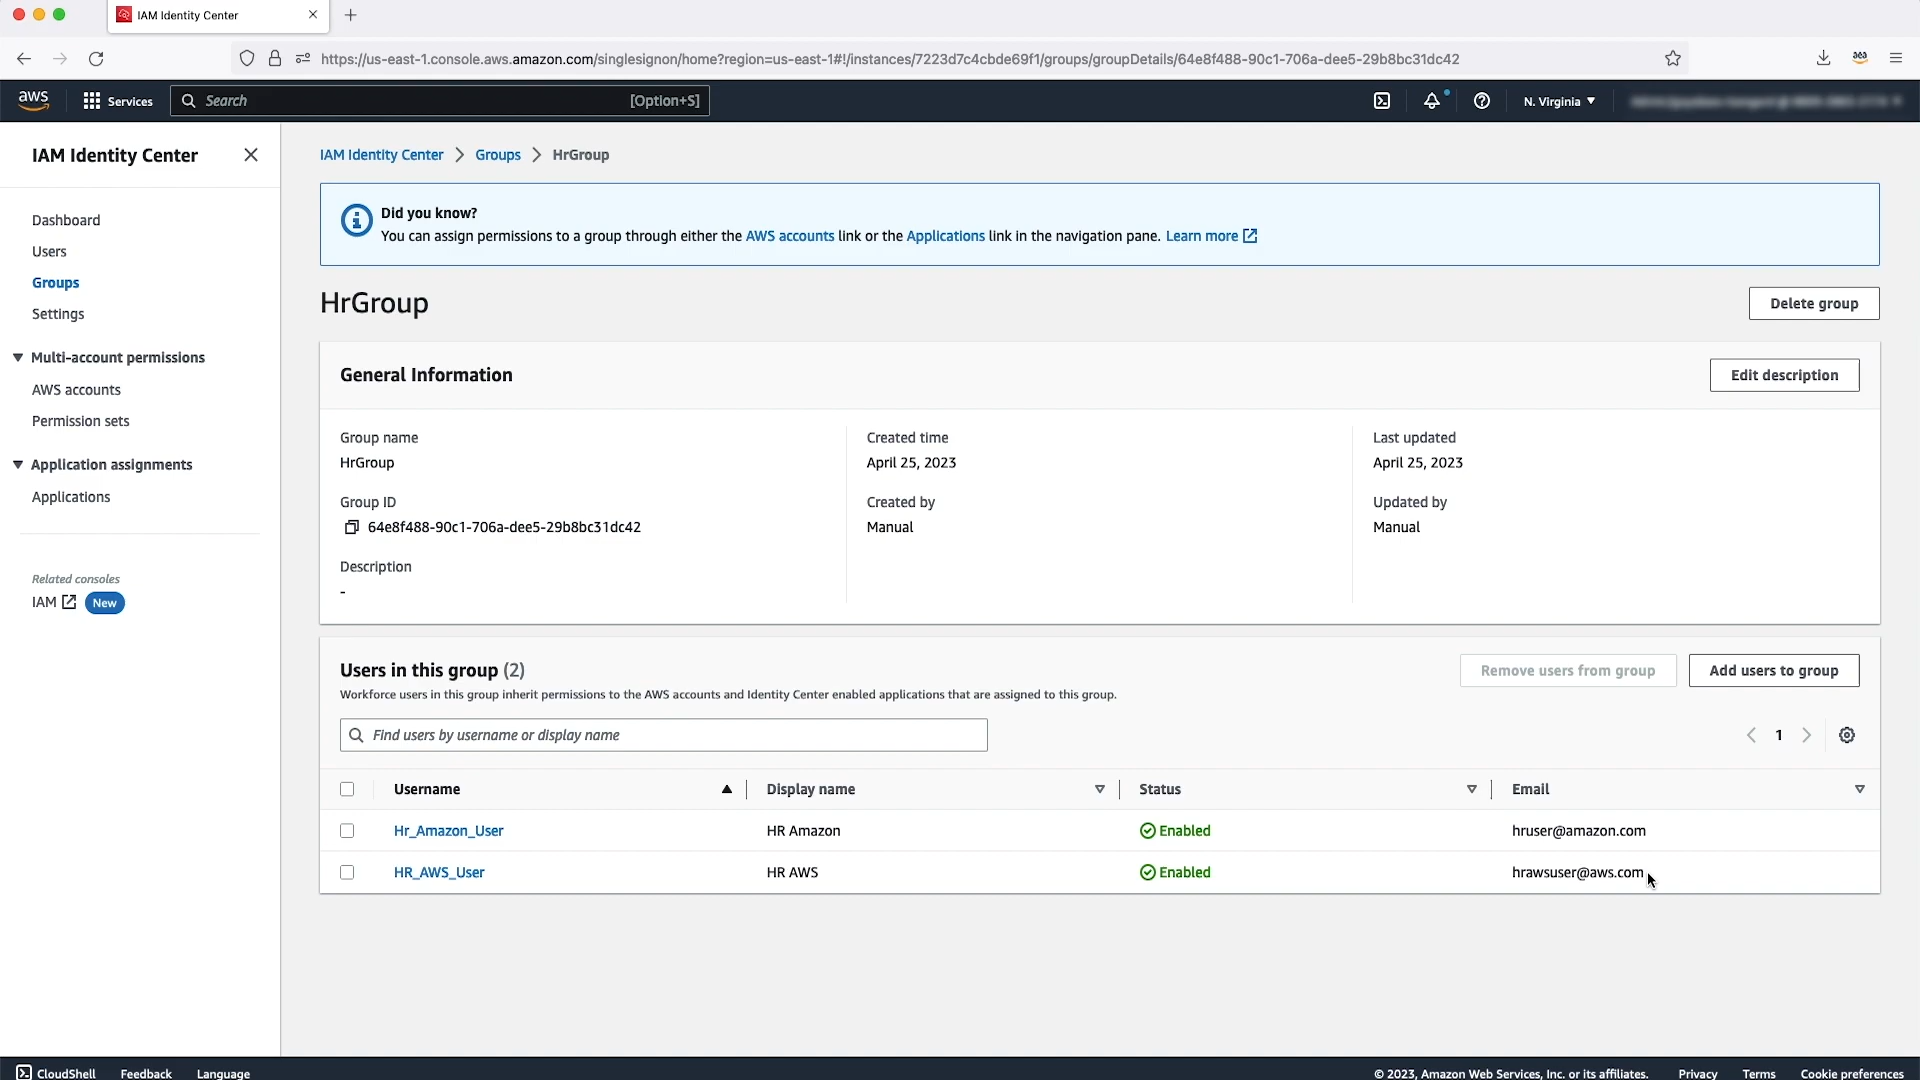 IAM Identity Center
https://us-east-1.console.aws.amazon.com/singlesignon/home?region=us-east-1#!/instances/7223d7c4cbde69f1/groups/groupDetails/64e8f488-90c1-706a-dee5-29b8bc31dc42
aws
Services
Search
[Option+S]
N. Virginia
IAM Identity Center
Dashboard
Users
Groups
Settings
Multi-account permissions
AWS accounts
Permission sets
Application assignments
Applications
Related consoles
IAM New
IAM Identity Center > Groups > HrGroup
Did you know?
You can assign permissions to a group through either the AWS accounts link or the Applications link in the navigation pane. Learn more
HrGroup
Delete group
General Information
Edit description
Group name
HrGroup
Group ID
64e8f488-90c1-706a-dee5-29b8bc31dc42
Description
-
Created time
April 25, 2023
Created by
Manual
Last updated
April 25, 2023
Updated by
Manual
Users in this group (2)
Workforce users in this group inherit permissions to the AWS accounts and Identity Center enabled applications that are assigned to this group.
Remove users from group
Add users to group
Find users by username or display name
1
Username Display name Status Email
Hr_Amazon_User HR Amazon Enabled hruser@amazon.com
HR_AWS_User HR AWS Enabled hrawsuser@aws.com
CloudShell Feedback Language
© 2023, Amazon Web Services, Inc. or its affiliates. Privacy Terms Cookie preferences